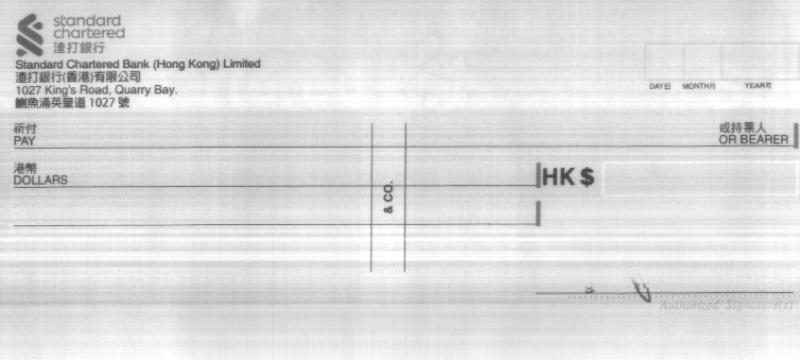 standard
chartered
渣打銀行
Standard Chartered Bank (Hong Kong) Limited
渣打銀行(香港)有限公司
1027 King's Road, Quarry Bay.
鰂魚涌英皇道 1027 號
DAY日 MONTH月 YEAR年
祈付
PAY
或持票人
OR BEARER
港幣
DOLLARS
HK $
& CO.
Authorized Signature(s)